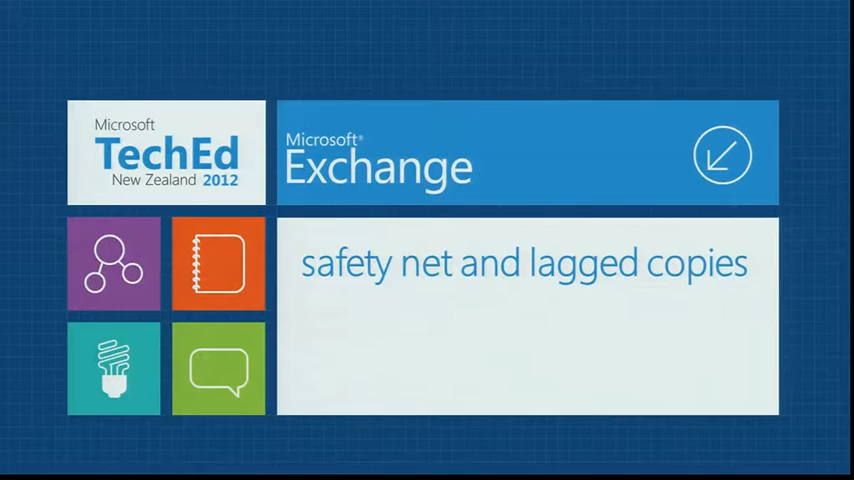 Microsoft
TechEd
New Zealand 2012
Microsoft®
Exchange
safety net and lagged copies